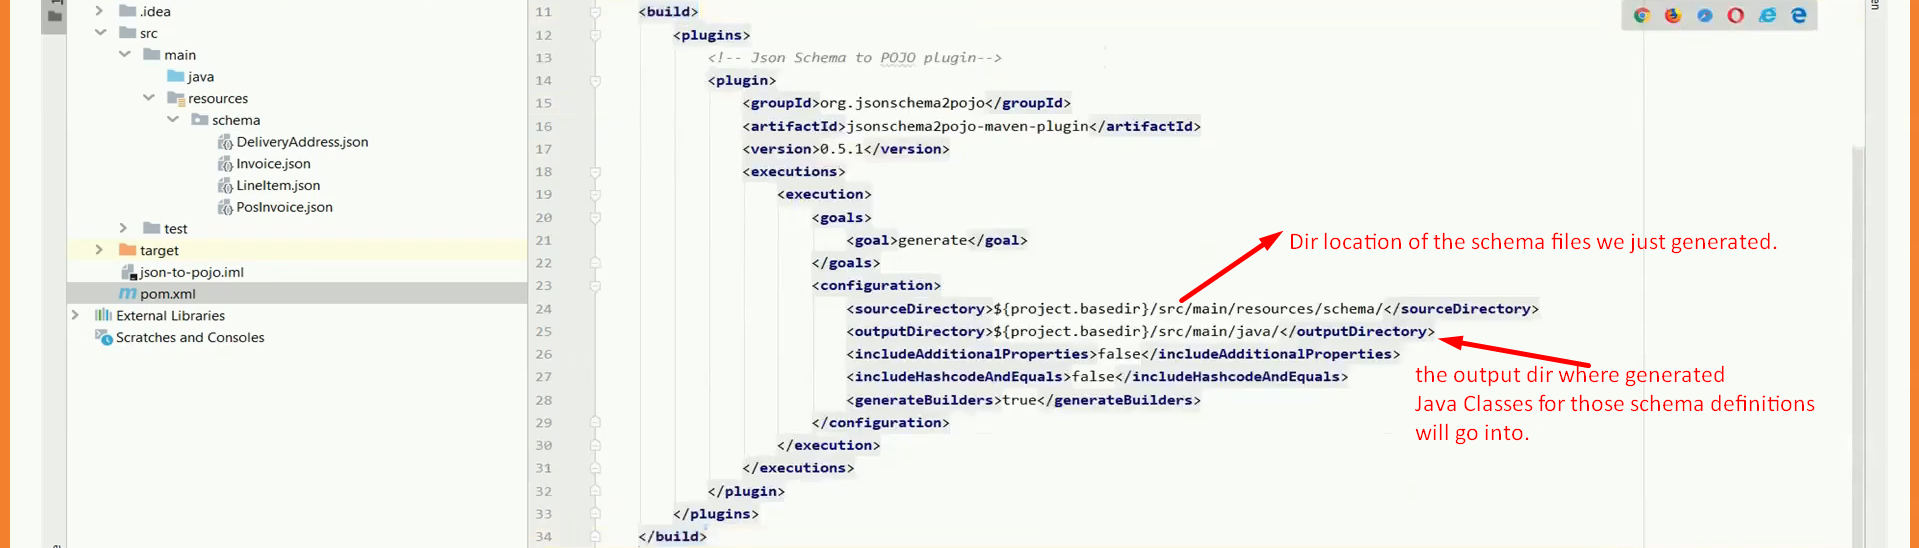 .idea
src
main
java
resources
schema
DeliveryAddress.json
Invoice.json
LineItem.json
PosInvoice.json
test
target
json-to-pojo.iml
pom.xml
External Libraries
Scratches and Consoles
11 <build>
12 <plugins>
13 <!-- Json Schema to POJO plugin-->
14 <plugin>
15 <groupId>org.jsonschema2pojo</groupId>
16 <artifactId>jsonschema2pojo-maven-plugin</artifactId>
17 <version>0.5.1</version>
18 <executions>
19 <execution>
20 <goals>
21 <goal>generate</goal>
22 </goals>
23 <configuration>
24 <sourceDirectory>${project.basedir}/src/main/resources/schema/</sourceDirectory>
25 <outputDirectory>${project.basedir}/src/main/java/</outputDirectory>
26 <includeAdditionalProperties>false</includeAdditionalProperties>
27 <includeHashcodeAndEquals>false</includeHashcodeAndEquals>
28 <generateBuilders>true</generateBuilders>
29 </configuration>
30 </execution>
31 </executions>
32 </plugin>
33 </plugins>
34 </build>
Dir location of the schema files we just generated.
the output dir where generated
Java Classes for those schema definitions
will go into.